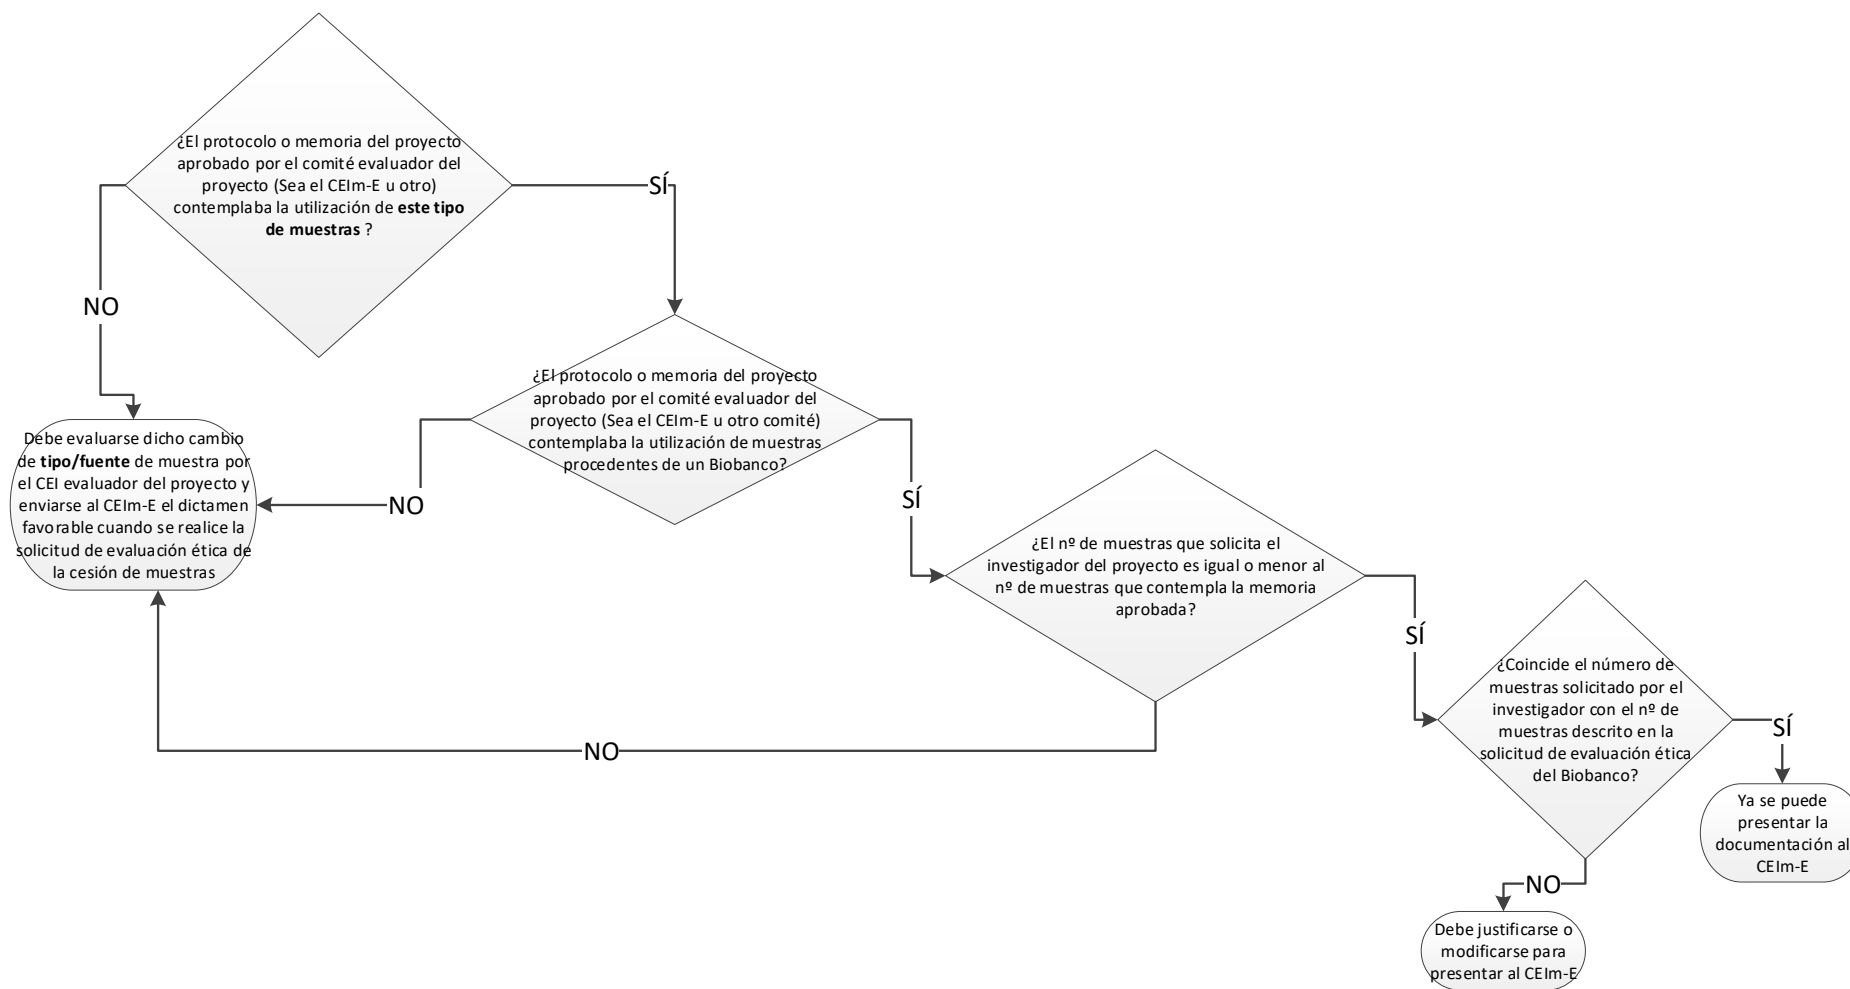 ¿El protocolo o memoria del proyecto
aprobado por el comité evaluador del
proyecto (Sea el CEIm-E u otro)
contemplaba la utilización de este tipo
de muestras ?
SÍ
NO
¿El protocolo o memoria del proyecto
aprobado por el comité evaluador del
proyecto (Sea el CEIm-E u otro comité)
contemplaba la utilización de muestras
procedentes de un Biobanco?
Debe evaluarse dicho cambio
de tipo/fuente de muestra por
el CEI evaluador del proyecto y
enviarse al CEIm-E el dictamen
favorable cuando se realice la
solicitud de evaluación ética de
la cesión de muestras
NO
SÍ
¿El nº de muestras que solicita el
investigador del proyecto es igual o menor al
nº de muestras que contempla la memoria
aprobada?
SÍ
NO
¿Coincide el número de
muestras solicitado por el
investigador con el nº de
muestras descrito en la
solicitud de evaluación ética
del Biobanco?
SÍ
Ya se puede
presentar la
documentación al
CEIm-E
NO
Debe justificarse o
modificarse para
presentar al CEIm-E